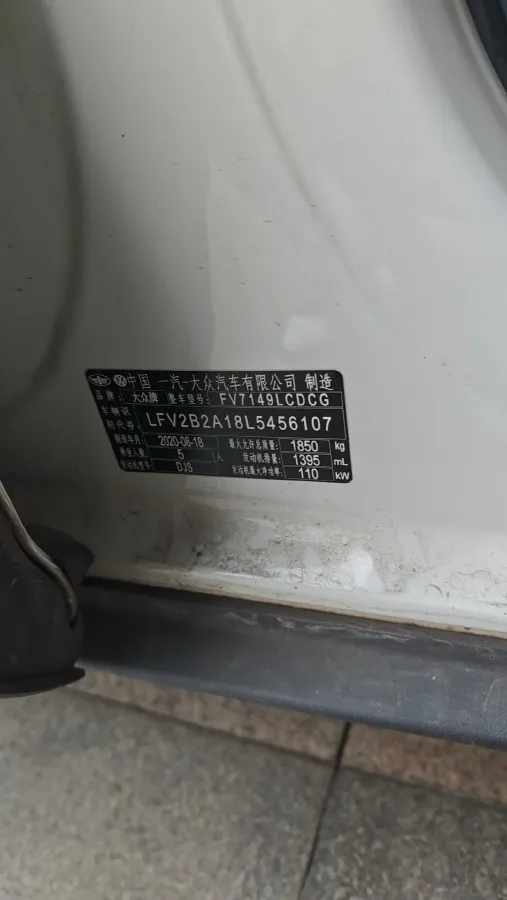 中国 一汽-大众汽车有限公司 制造
品牌: 大众牌 整车型号: FV7149LCDCG
车辆识别代号: LFV2B2A18L5456107
制造年月: 2020-08-18 最大允许总质量: 1850 kg
乘坐人数: 5 人 发动机排量: 1395 mL
发动机型号: DJS 发动机最大净功率: 110 kW